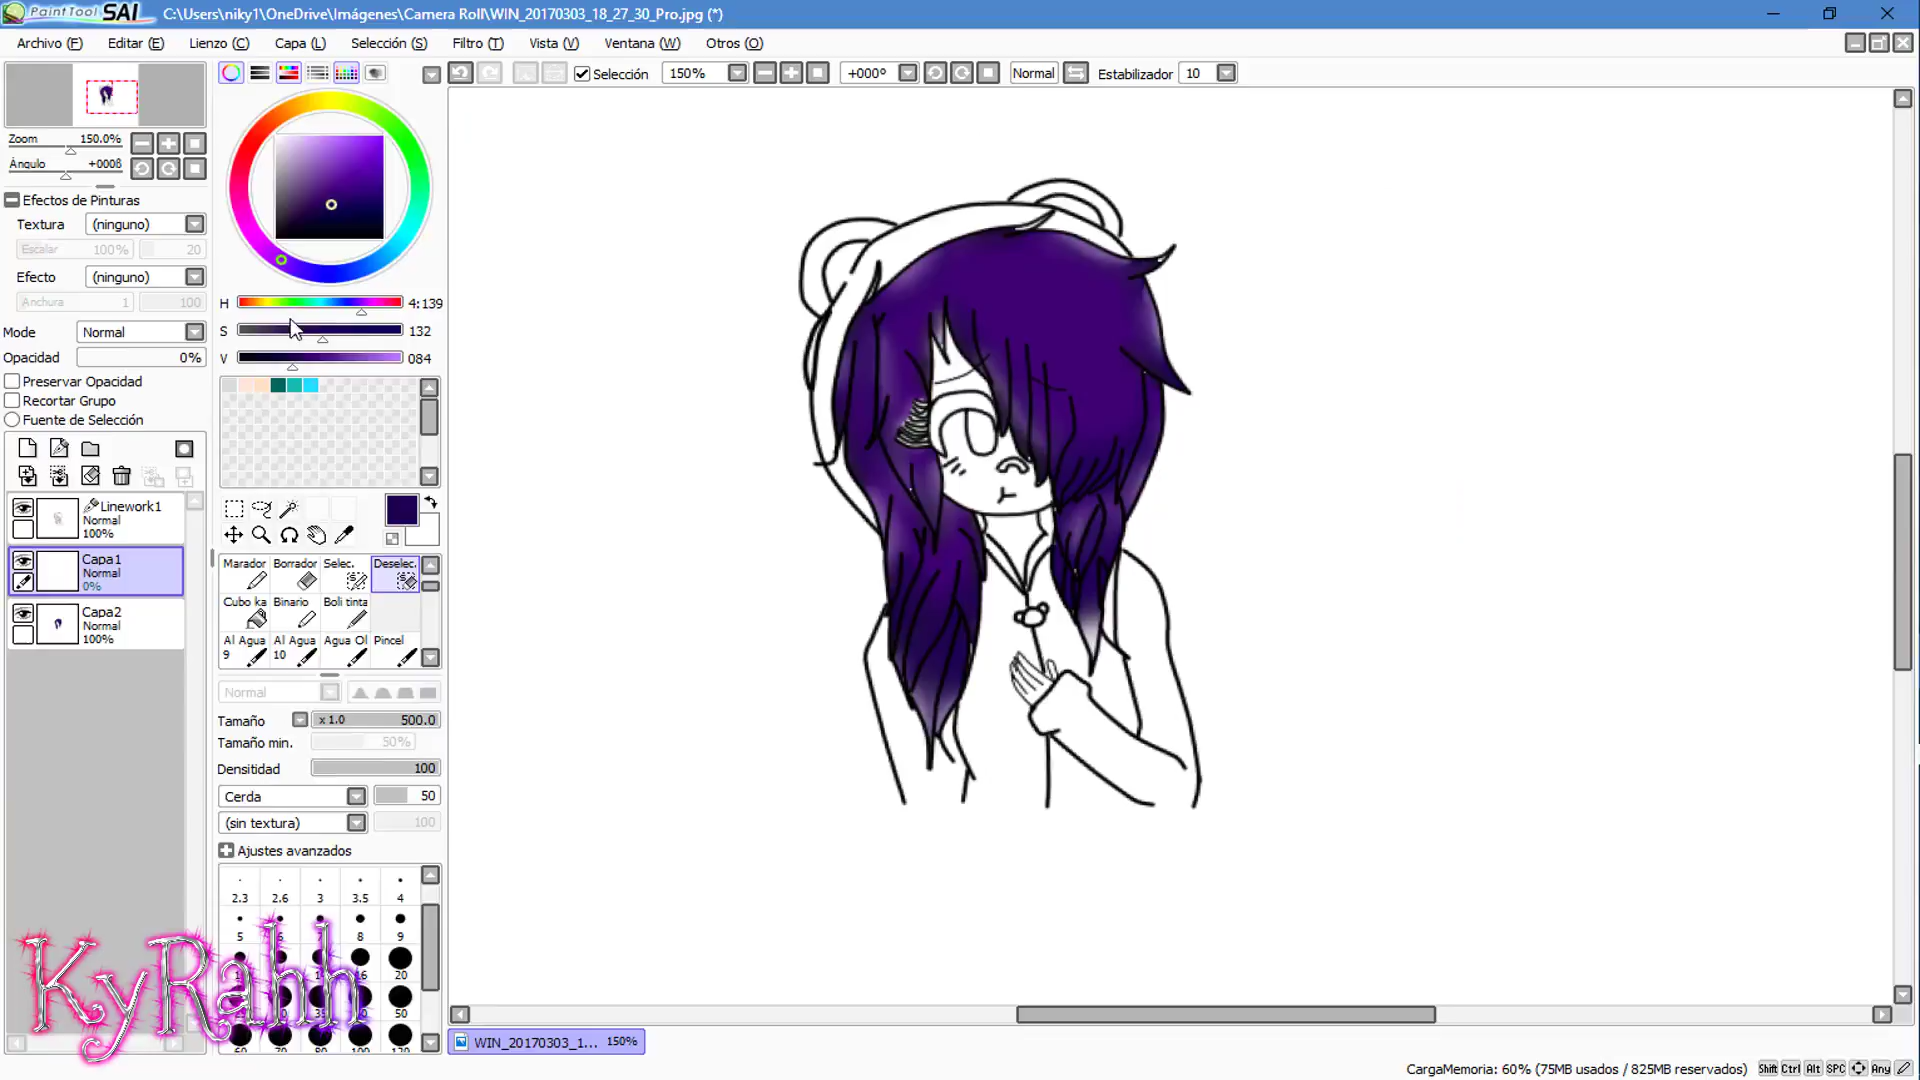 PaintTool SAI C:\Users\niky1\OneDrive\Imágenes\Camera Roll\WIN_20170303_18_27_30_Pro.jpg (*)
Archivo (F) Editar (E) Lienzo (C) Capa (L) Selección (S) Filtro (T) Vista (V) Ventana (W) Otros (O)
Selección 150% +000º Normal Estabilizador 10
Zoom 150.0%
Ángulo +000ß
Efectos de Pinturas
Textura (ninguno)
Escalar 100% 20
Efecto (ninguno)
Anchura 1 100
Mode Normal
Opacidad 0%
Preservar Opacidad
Recortar Grupo
Fuente de Selección
Linework1
Normal
100%
Capa1
Normal
0%
Capa2
Normal
100%
H 4:139
S 132
V 084
Marador Borrador Selec. Deselec.
Cubo ka Binario Boli tinta
Al Agua 9 Al Agua 10 Agua Ol Pincel
Normal
Tamaño x 1.0 500.0
Tamaño min. 50%
Densitidad 100
Cerda 50
(sin textura) 100
Ajustes avanzados
2.3 2.6 3 3.5 4
5 8 9
16 20
50
KyRahh
WIN_20170303_1... 150%
CargaMemoria: 60% (75MB usados / 825MB reservados) Shift Ctrl Alt SPC Any